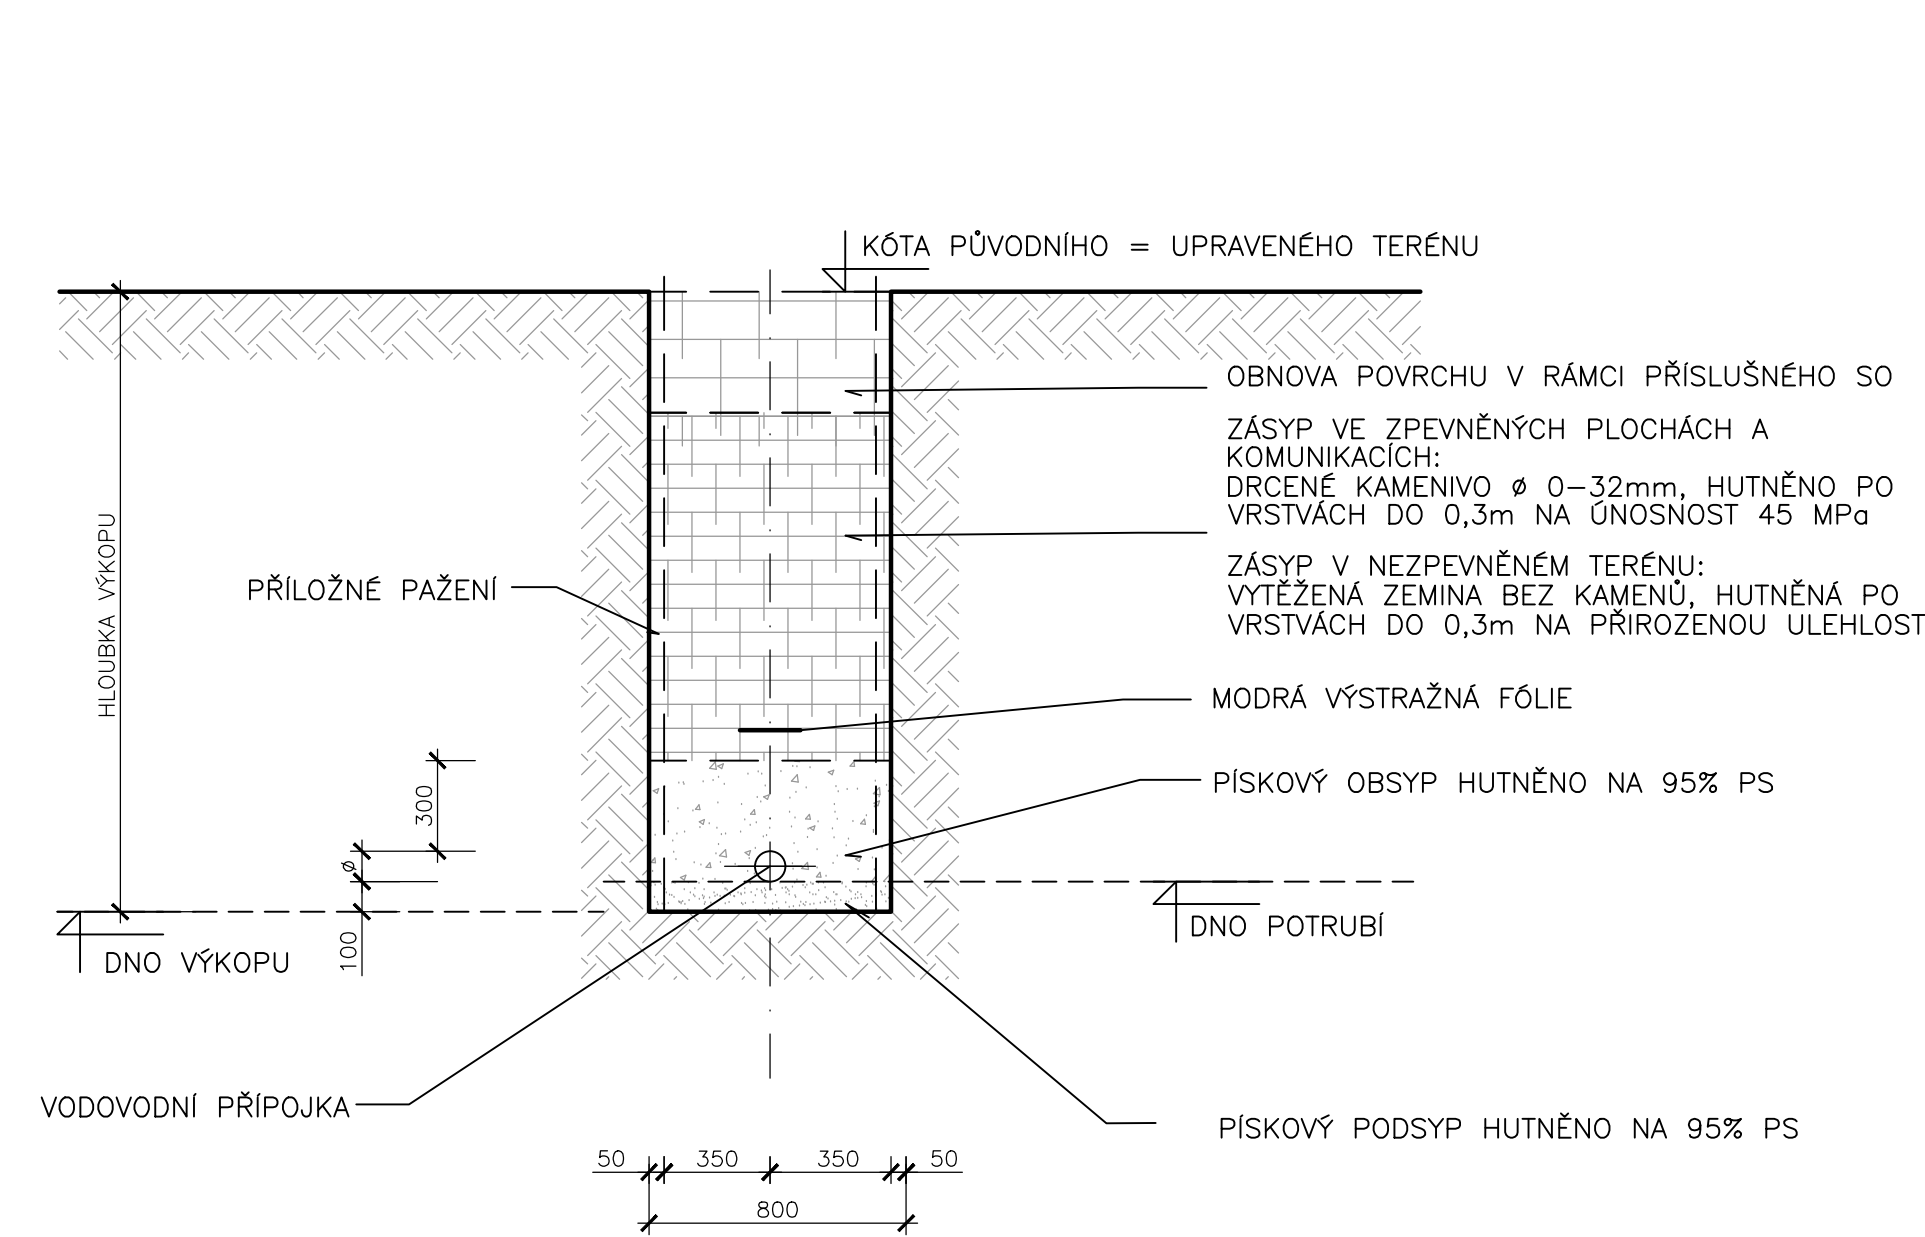 KÓTA PŮVODNÍHO = UPRAVENÉHO TERÉNU
OBNOVA POVRCHU V RÁMCI PŘÍSLUŠNÉHO SO
ZÁSYP VE ZPEVNĚNÝCH PLOCHÁCH A
KOMUNIKACÍCH:
DRCENÉ KAMENIVO ø 0–32mm, HUTNĚNO PO
VRSTVÁCH DO 0,3m NA ÚNOSNOST 45 MPa
ZÁSYP V NEZPEVNĚNÉM TERÉNU:
VYTĚŽENÁ ZEMINA BEZ KAMENŮ, HUTNĚNÁ PO
VRSTVÁCH DO 0,3m NA PŘIROZENOU ULEHLOST
HLOUBKA VÝKOPU
PŘÍLOŽNÉ PAŽENÍ
MODRÁ VÝSTRAŽNÁ FÓLIE
PÍSKOVÝ OBSYP HUTNĚNO NA 95% PS
300
ø
100
DNO VÝKOPU
DNO POTRUBÍ
VODOVODNÍ PŘÍPOJKA
PÍSKOVÝ PODSYP HUTNĚNO NA 95% PS
50 350 350 50
800